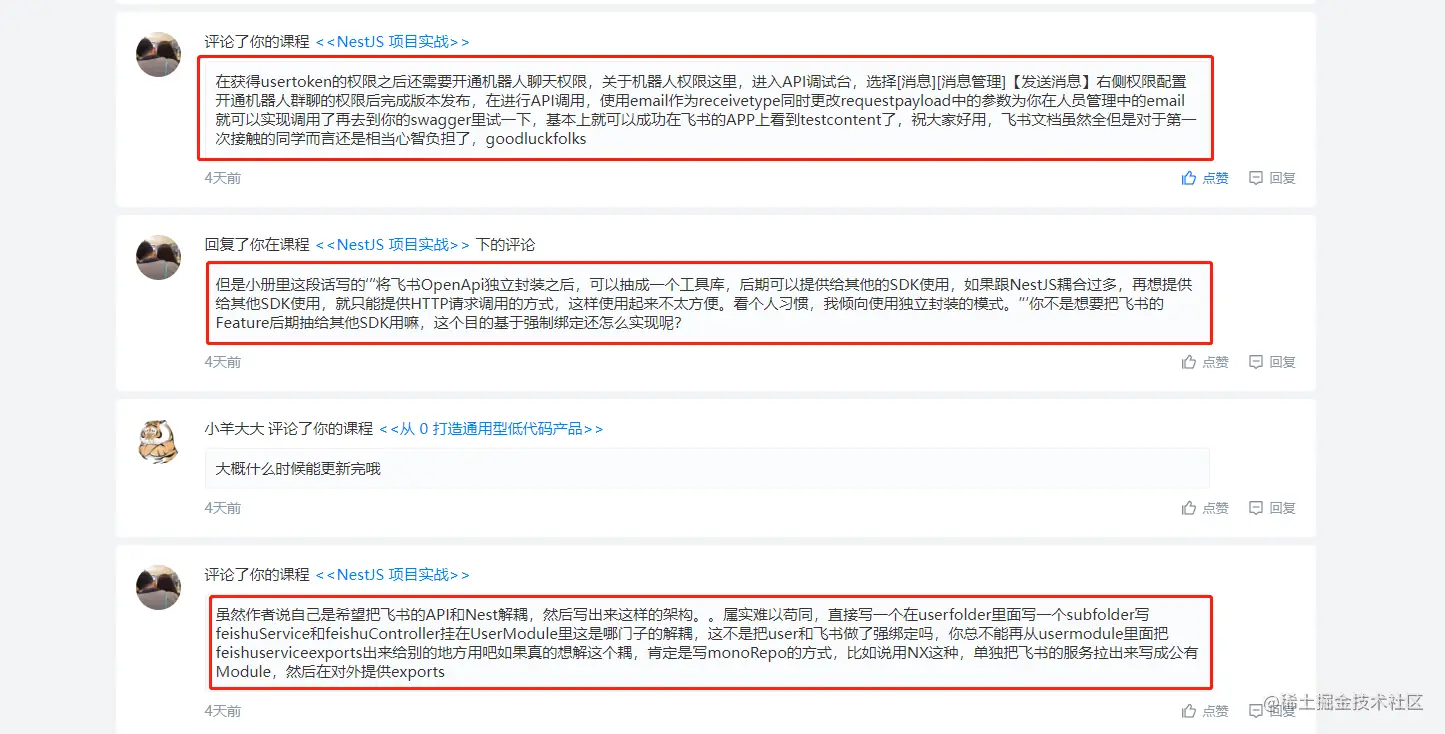 评论了你的课程 <<NestJS 项目实战>>
在获得usertoken的权限之后还需要开通机器人聊天权限，关于机器人权限这里，进入API调试台，选择[消息][消息管理]【发送消息】右侧权限配置
开通机器人群聊的权限后完成版本发布，在进行API调用，使用email作为receivetype同时更改requestpayload中的参数为你在人员管理中的email
就可以实现调用了再去到你的swagger里试一下，基本上就可以成功在飞书的APP上看到testcontent了，祝大家好用，飞书文档虽然全但是对于第一
次接触的同学而言还是相当心智负担了，goodluckfolks
4天前 点赞 回复
回复了你在课程 <<NestJS 项目实战>> 下的评论
但是小册里这段话写的‘’”将飞书OpenApi独立封装之后，可以抽成一个工具库，后期可以提供给其他的SDK使用，如果跟NestJS耦合过多，再想提供
给其他SDK使用，就只能提供HTTP请求调用的方式，这样使用起来不太方便。看个人习惯，我倾向使用独立封装的模式。”’‘你不是想要把飞书的
Feature后期抽给其他SDK用嘛，这个目的基于强制绑定还怎么实现呢？
4天前 点赞 回复
小羊大大 评论了你的课程 <<从 0 打造通用型低代码产品>>
大概什么时候能更新完哦
4天前 点赞 回复
评论了你的课程 <<NestJS 项目实战>>
虽然作者说自己是希望把飞书的API和Nest解耦，然后写出来这样的架构。。属实难以苟同，直接写一个在userfolder里面写一个subfolder写
feishuService和feishuController挂在UserModule里这是哪门子的解耦，这不是把user和飞书做了强绑定吗，你总不能再从usermodule里面把
feishuserviceexports出来给别的地方用吧如果真的想解这个耦，肯定是写monoRepo的方式，比如说用NX这种，单独把飞书的服务拉出来写成公有
Module，然后在对外提供exports
4天前 点赞 回复
@稀土掘金技术社区